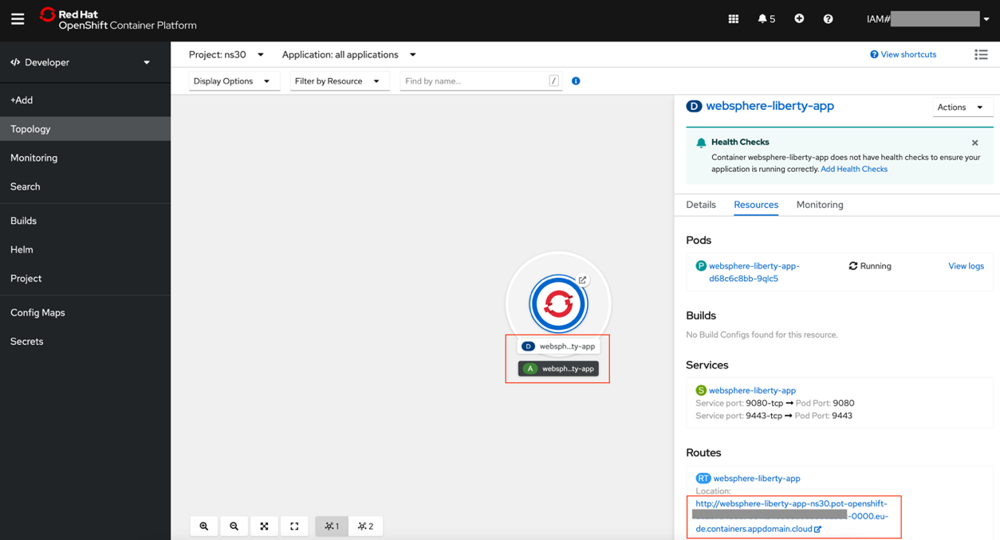 Red Hat
OpenShift Container Platform
5
IAM#
Developer
+Add
Topology
Monitoring
Search
Builds
Helm
Project
Config Maps
Secrets
Project: ns30
Application: all applications
View shortcuts
Display Options
Filter by Resource
Find by name...
/
D
websph...ty-app
A
websph...ty-app
1
2
D websphere-liberty-app
Actions
Health Checks
Container websphere-liberty-app does not have health checks to ensure your
application is running correctly. Add Health Checks
Details
Resources
Monitoring
Pods
P websphere-liberty-app-
d68c6c8bb-9qlc5
Running
View logs
Builds
No Build Configs found for this resource.
Services
S websphere-liberty-app
Service port: 9080-tcp → Pod Port: 9080
Service port: 9443-tcp → Pod Port: 9443
Routes
RT websphere-liberty-app
Location:
http://websphere-liberty-app-ns30.pot-openshift-
-0000.eu-
de.containers.appdomain.cloud